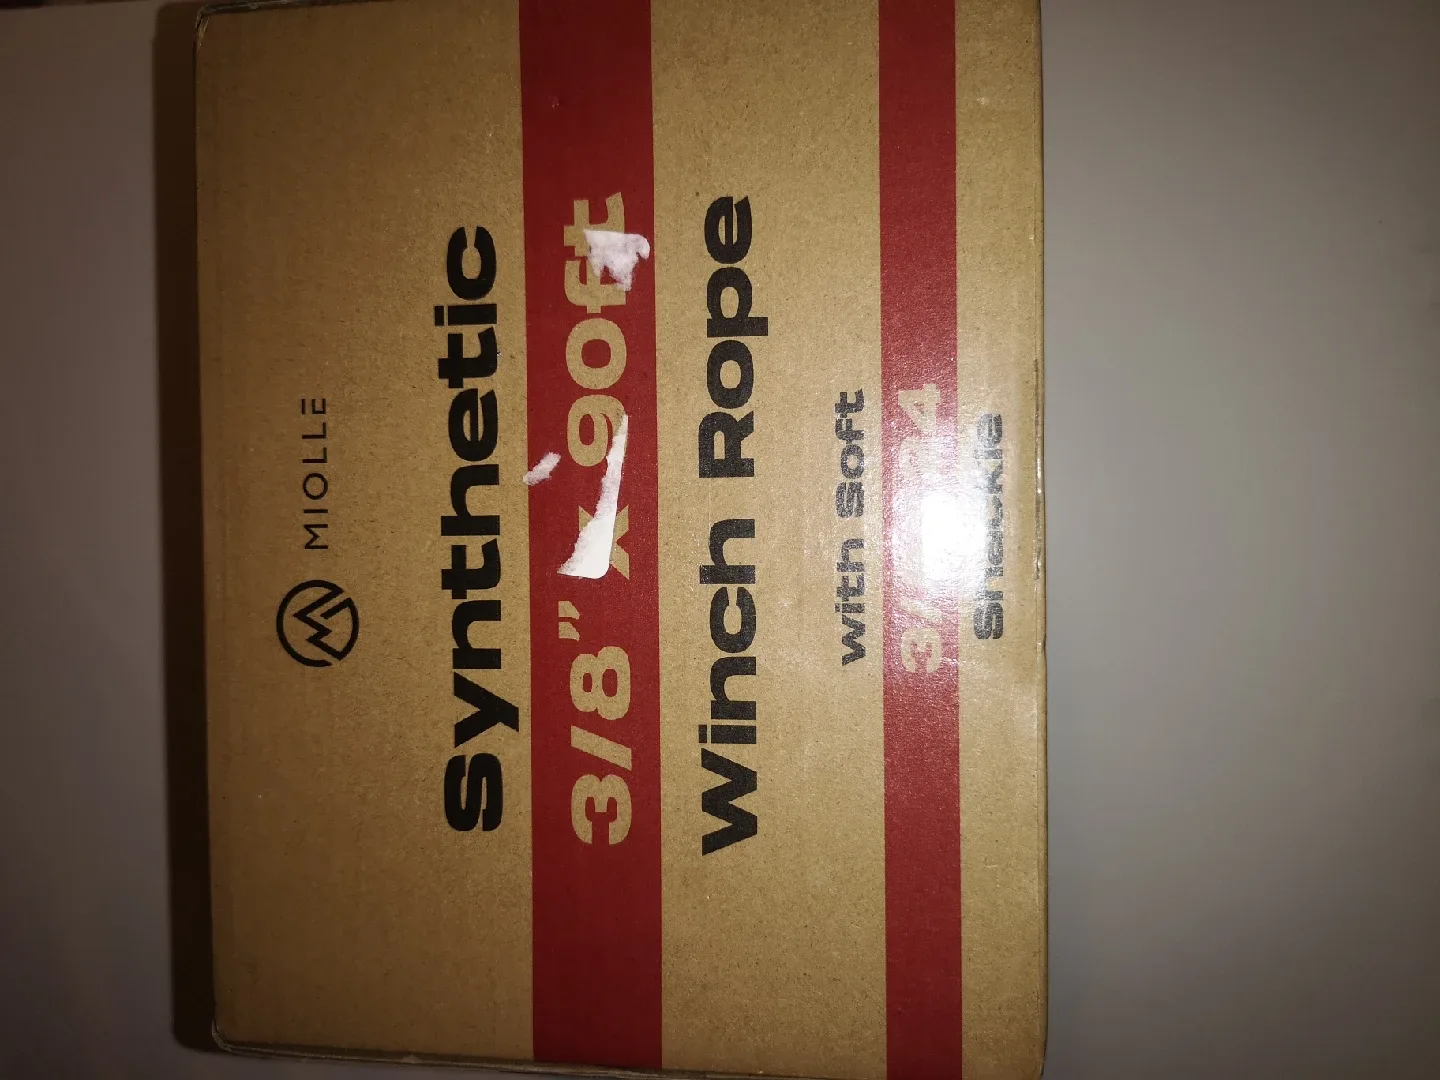 MIOLLE
Synthetic
3/8” x 90ft
Winch Rope
with Soft
Shackle